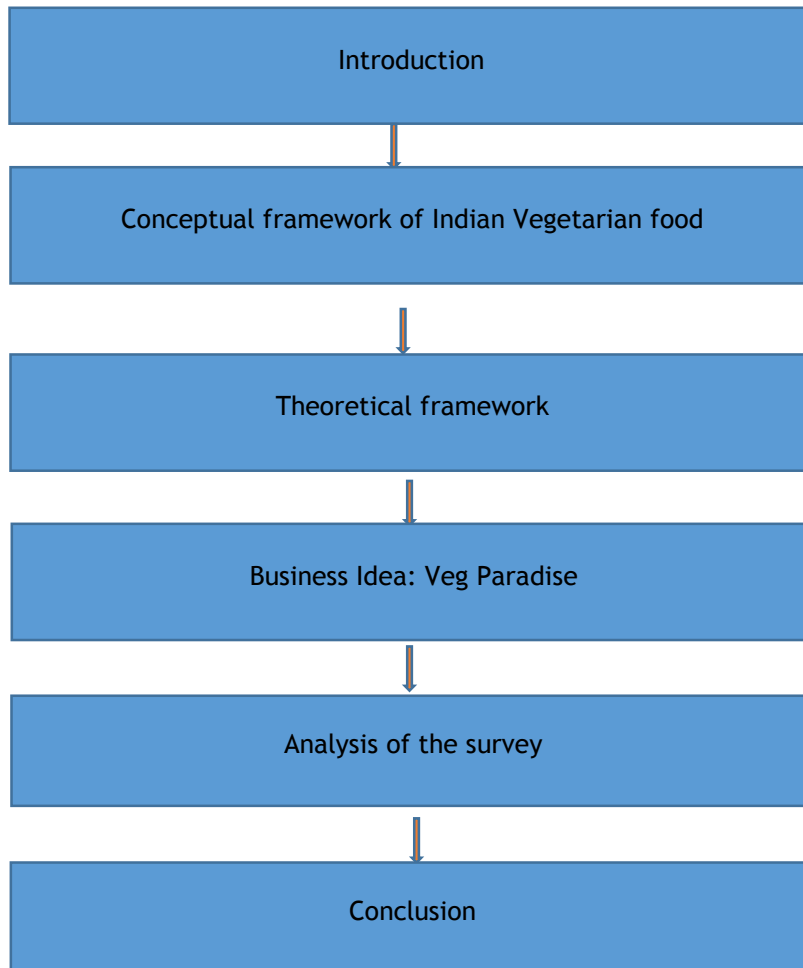 Introduction
Conceptual framework of Indian Vegetarian food
Theoretical framework
Business Idea: Veg Paradise
Analysis of the survey
Conclusion